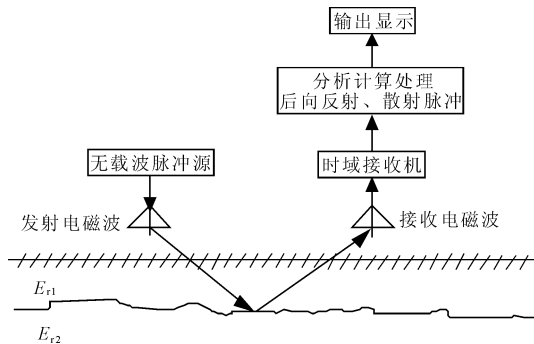 输出显示
分析计算处理
后向反射、散射脉冲
无载波脉冲源
时域接收机
发射电磁波
接收电磁波
Er1
Er2